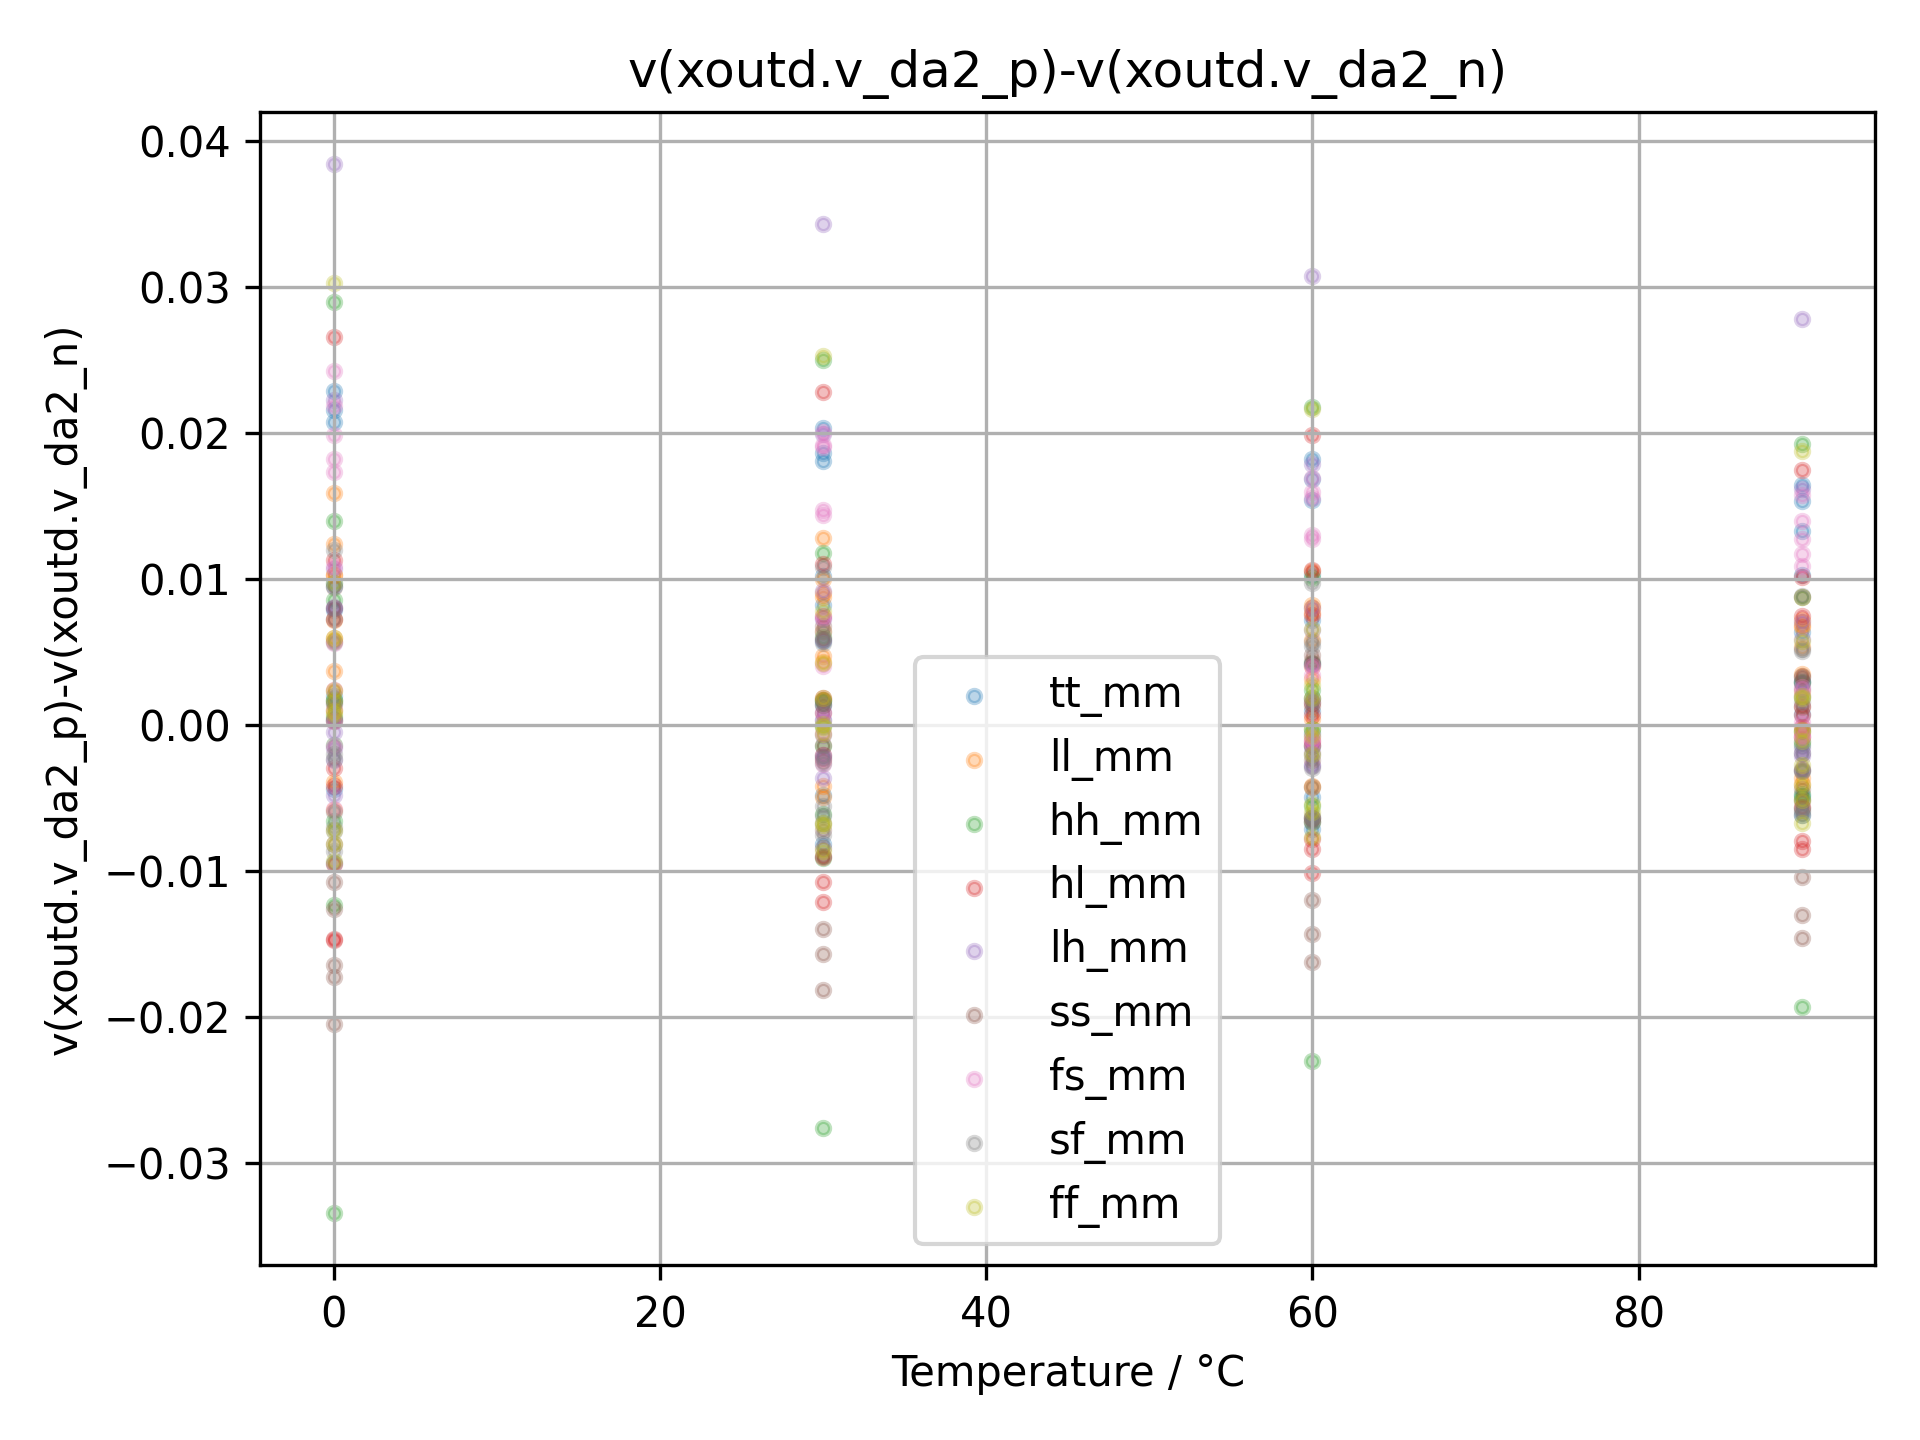 v(xoutd.v_da2_p)-v(xoutd.v_da2_n)
v(xoutd.v_da2_p)-v(xoutd.v_da2_n)
0.04
0.03
0.02
0.01
0.00
−0.01
−0.02
−0.03
tt_mm
ll_mm
hh_mm
hl_mm
lh_mm
ss_mm
fs_mm
sf_mm
ff_mm
0
20
40
60
80
Temperature / °C